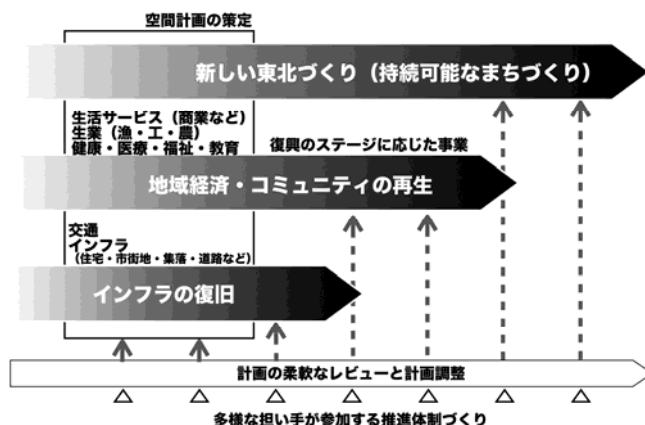 空間計画の策定
新しい東北づくり（持続可能なまちづくり）
生活サービス（商業など）
生業（漁・工・農）
健康・医療・福祉・教育
復興のステージに応じた事業
地域経済・コミュニティの再生
交通
インフラ
（住宅・市街地・集落・道路など）
インフラの復旧
計画の柔軟なレビューと計画調整
多様な担い手が参加する推進体制づくり